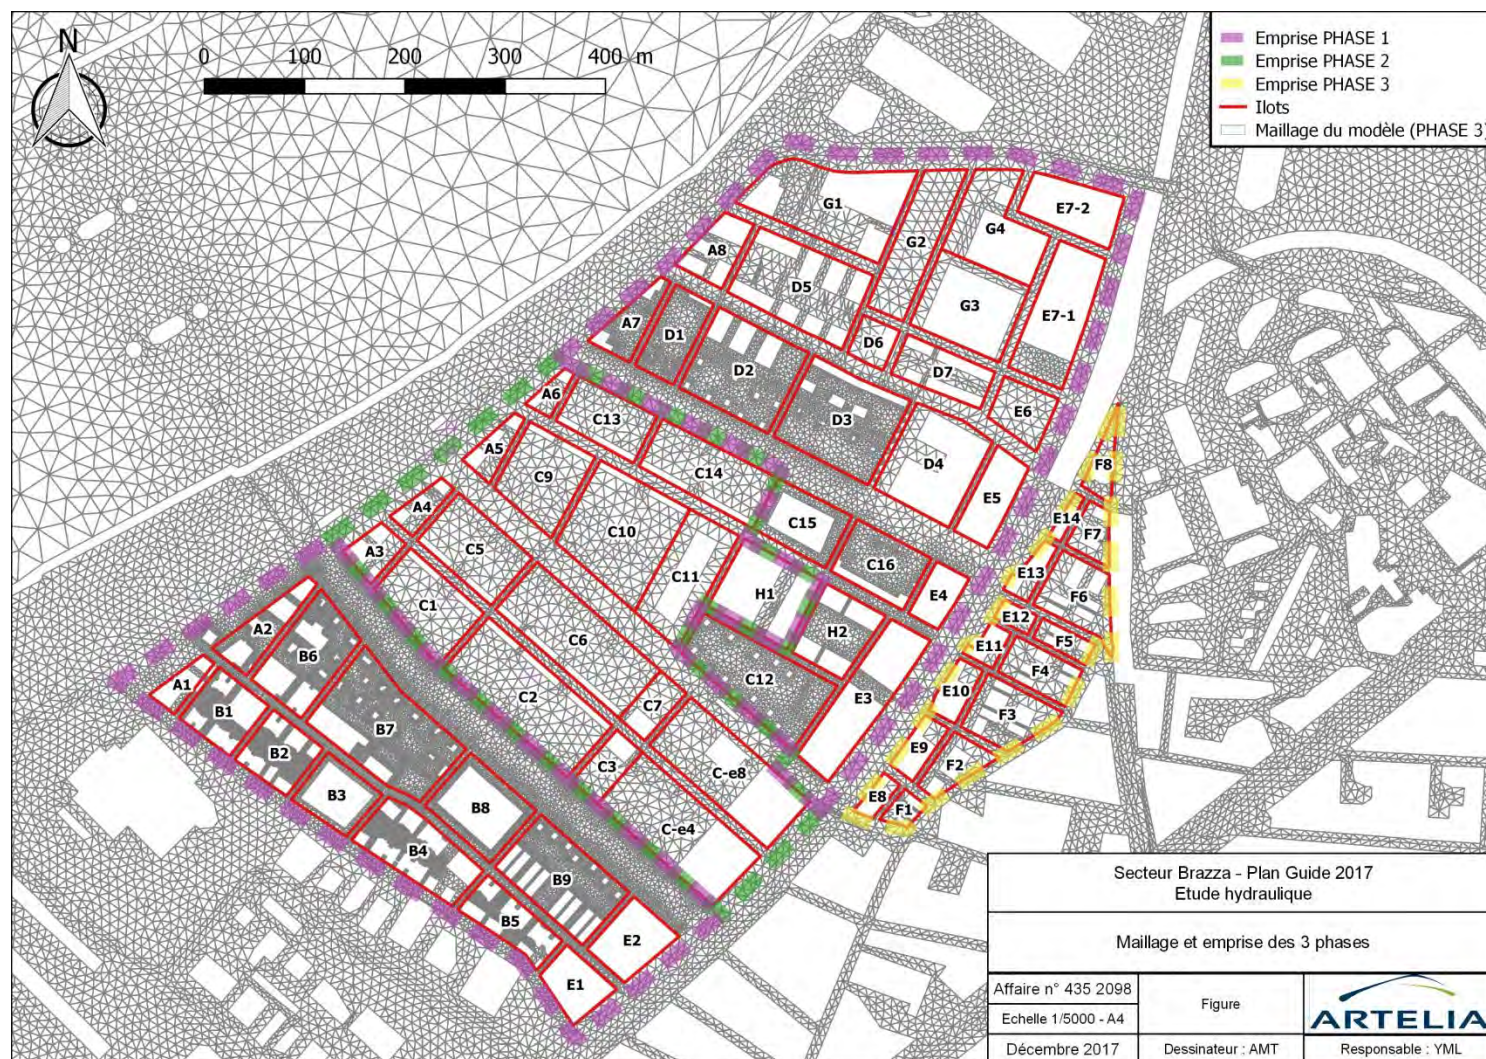 N
0 100 200 300 400 m
Emprise PHASE 1
Emprise PHASE 2
Emprise PHASE 3
Ilots
Maillage du modèle (PHASE 3)
G1
E7-2
G2
G4
A8
D5
G3
E7-1
A7
D1
D6
D2
D7
A6
E6
C13
D3
A5
C14
D4
F8
C9
E5
A4
C10
C15
E14
F7
A3
C5
C16
E13
C11
H1
E4
F6
C1
E12
A2
C6
H2
E11
F5
B6
F4
C12
A1
E3
E10
B1
C2
C7
F3
B7
B2
E9
C3
C-e8
F2
B3
B8
E8
F1
C-e4
B4
B9
B5
E2
E1
Secteur Brazza - Plan Guide 2017
Etude hydraulique
Maillage et emprise des 3 phases
Affaire n° 435 2098
Figure
ARTELIA
Echelle 1/5000 - A4
Décembre 2017
Dessinateur : AMT
Responsable : YML